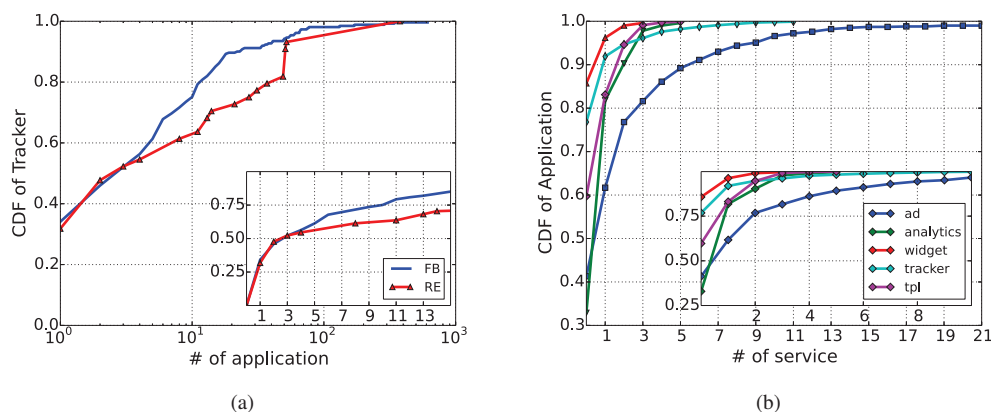 CDF of Tracker
1.0
0.8
0.6
0.4
0.2
0.0
0.75
0.50
0.25
1 3 5 7 9 11 13
FB
RE
10^0 10^1 10^2 10^3
# of application
(a)
CDF of Application
1.0
0.9
0.8
0.7
0.6
0.5
0.4
0.3
0.75
0.25
2 4 6 8
ad
analytics
widget
tracker
tpl
1 3 5 7 9 11 13 15 17 19 21
# of service
(b)